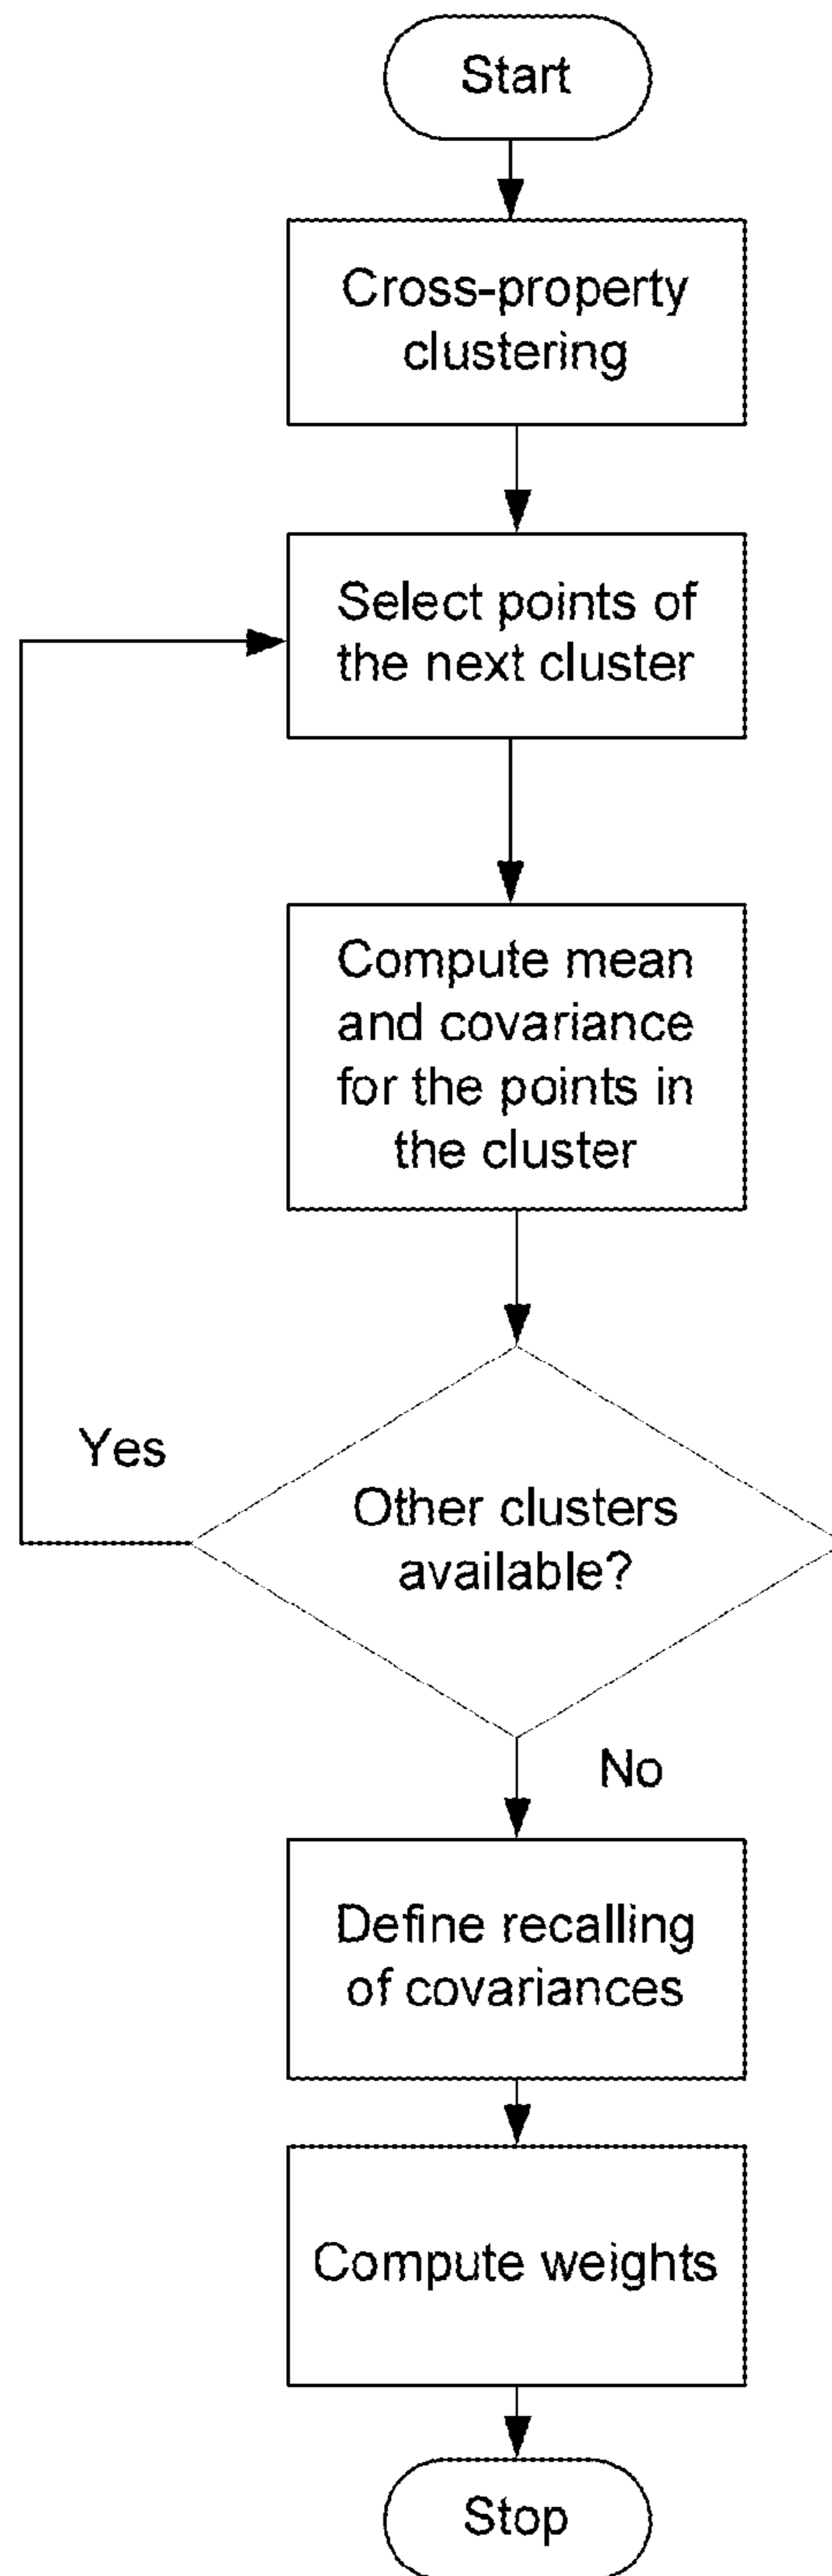 Start
Cross-property
clustering
Select points of
the next cluster
Compute mean
and covariance
for the points in
the cluster
Yes
Other clusters
available?
No
Define recalling
of covariances
Compute weights
Stop